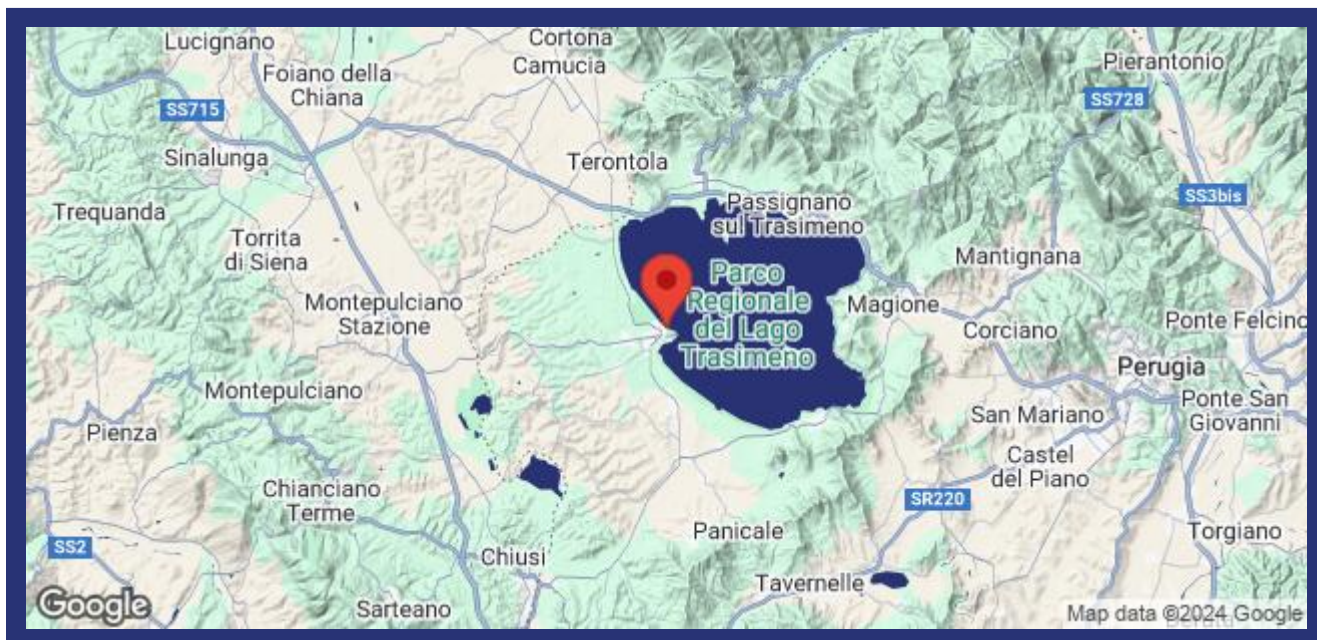 Lucignano
Cortona
Camucia
Pierantonio
Foiano della
Chiana
SS715
SS728
Sinalunga
Terontola
SS3bis
Trequanda
Passignano
sul Trasimeno
Torrita
di Siena
Mantignana
Parco
Regionale
del Lago
Trasimeno
Montepulciano
Stazione
Magione
Corciano
Ponte Felcino
Perugia
Montepulciano
Ponte San
Giovanni
San Mariano
Pienza
Castel
del Piano
Chianciano
Terme
SR220
Panicale
Torgiano
SS2
Chiusi
Tavernelle
Sarteano
Google
Map data ©2024 Google